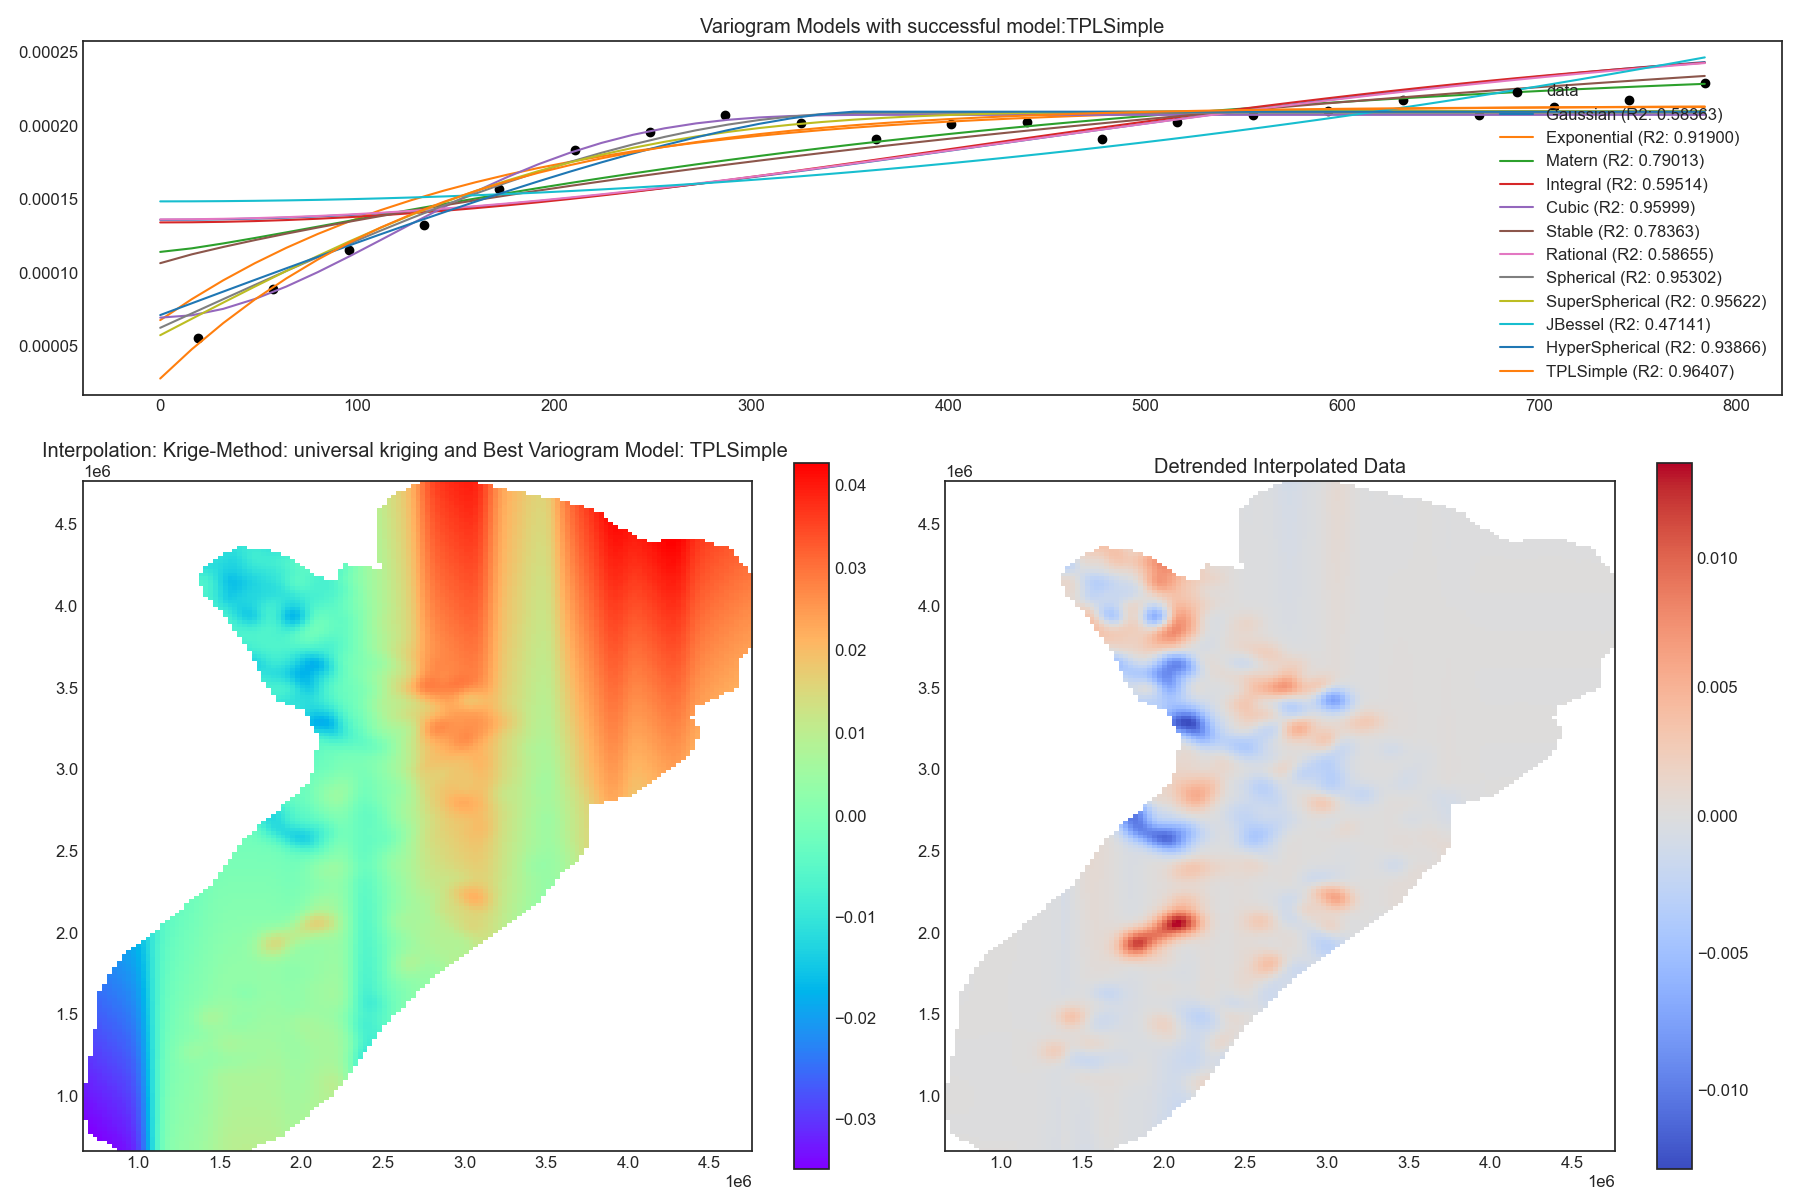 Variogram Models with successful model:TPLSimple
0.00025
0.00020
0.00015
0.00010
0.00005
data
Gaussian (R2: 0.58363)
Exponential (R2: 0.91900)
Matern (R2: 0.79013)
Integral (R2: 0.59514)
Cubic (R2: 0.95999)
Stable (R2: 0.78363)
Rational (R2: 0.58655)
Spherical (R2: 0.95302)
SuperSpherical (R2: 0.95622)
JBessel (R2: 0.47141)
HyperSpherical (R2: 0.93866)
TPLSimple (R2: 0.96407)
0 100 200 300 400 500 600 700 800
Interpolation: Krige-Method: universal kriging and Best Variogram Model: TPLSimple
1e6
4.5
4.0
3.5
3.0
2.5
2.0
1.5
1.0
1.0 1.5 2.0 2.5 3.0 3.5 4.0 4.5
1e6
0.04
0.03
0.02
0.01
0.00
−0.01
−0.02
−0.03
Detrended Interpolated Data
1e6
4.5
4.0
3.5
3.0
2.5
2.0
1.5
1.0
1.0 1.5 2.0 2.5 3.0 3.5 4.0 4.5
1e6
0.010
0.005
0.000
−0.005
−0.010